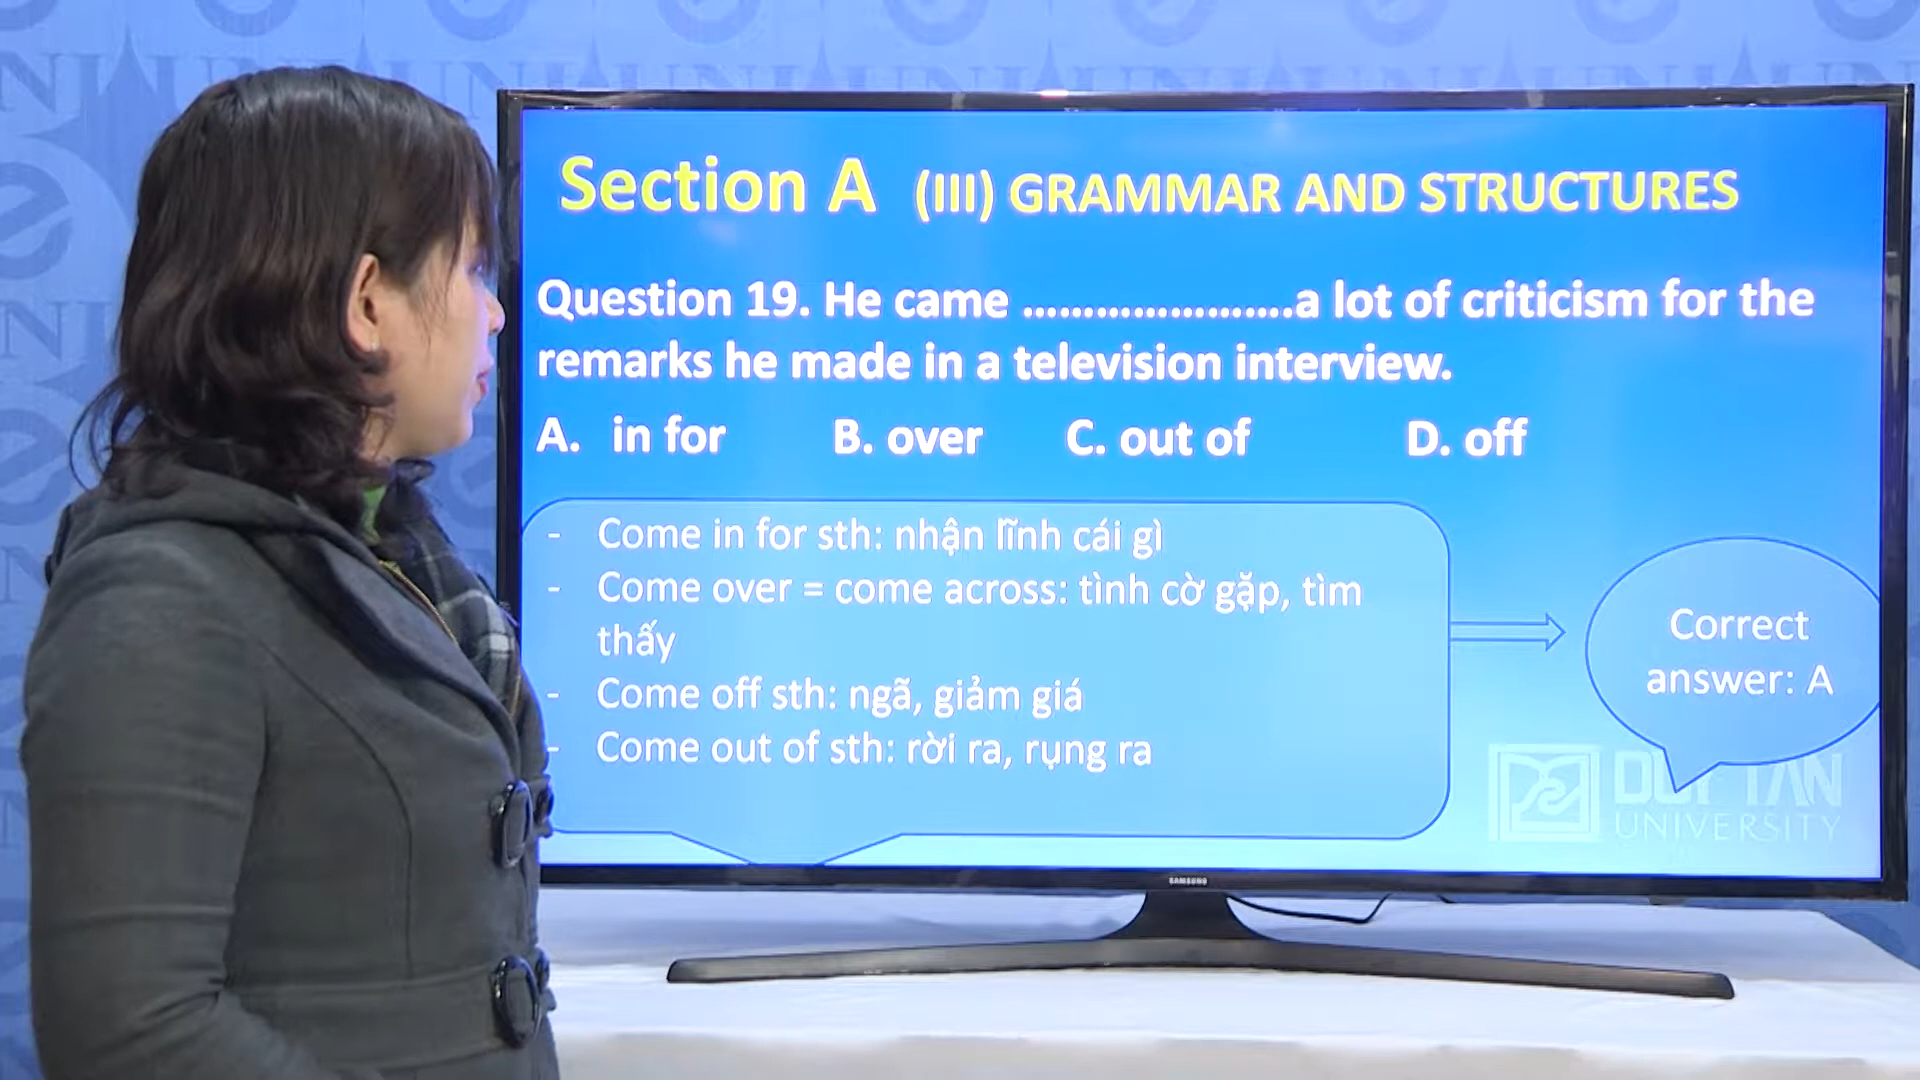 Section A (III) GRAMMAR AND STRUCTURES
Question 19. He came ......................a lot of criticism for the
remarks he made in a television interview.
A. in for B. over C. out of D. off
- Come in for sth: nhận lĩnh cái gì
- Come over = come across: tình cờ gặp, tìm
thấy
- Come off sth: ngã, giảm giá
- Come out of sth: rời ra, rụng ra
Correct
answer: A
DUY TAN
UNIVERSITY
SAMSUNG